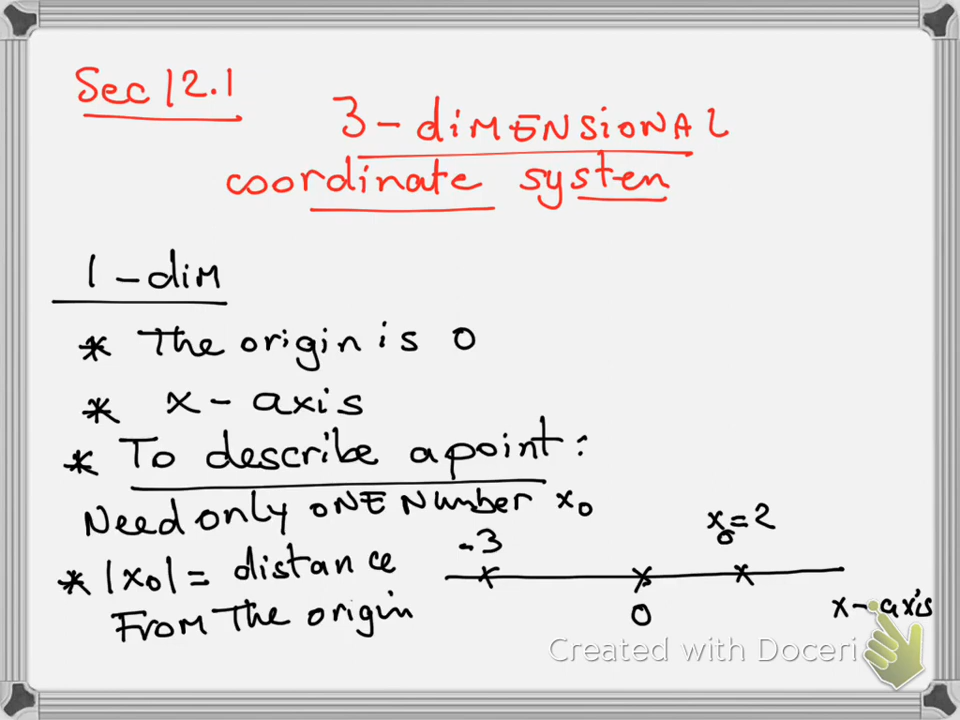 Sec 12.1
3-diMENSiONAL
coordinate systen
1-diM
* The origin is 0
* x-axis
* To describe a point:
Need only ONE Number x₀
* |x₀| = distance
From The origin
-3
x₀=2
0
x-axis
Created with Doceri